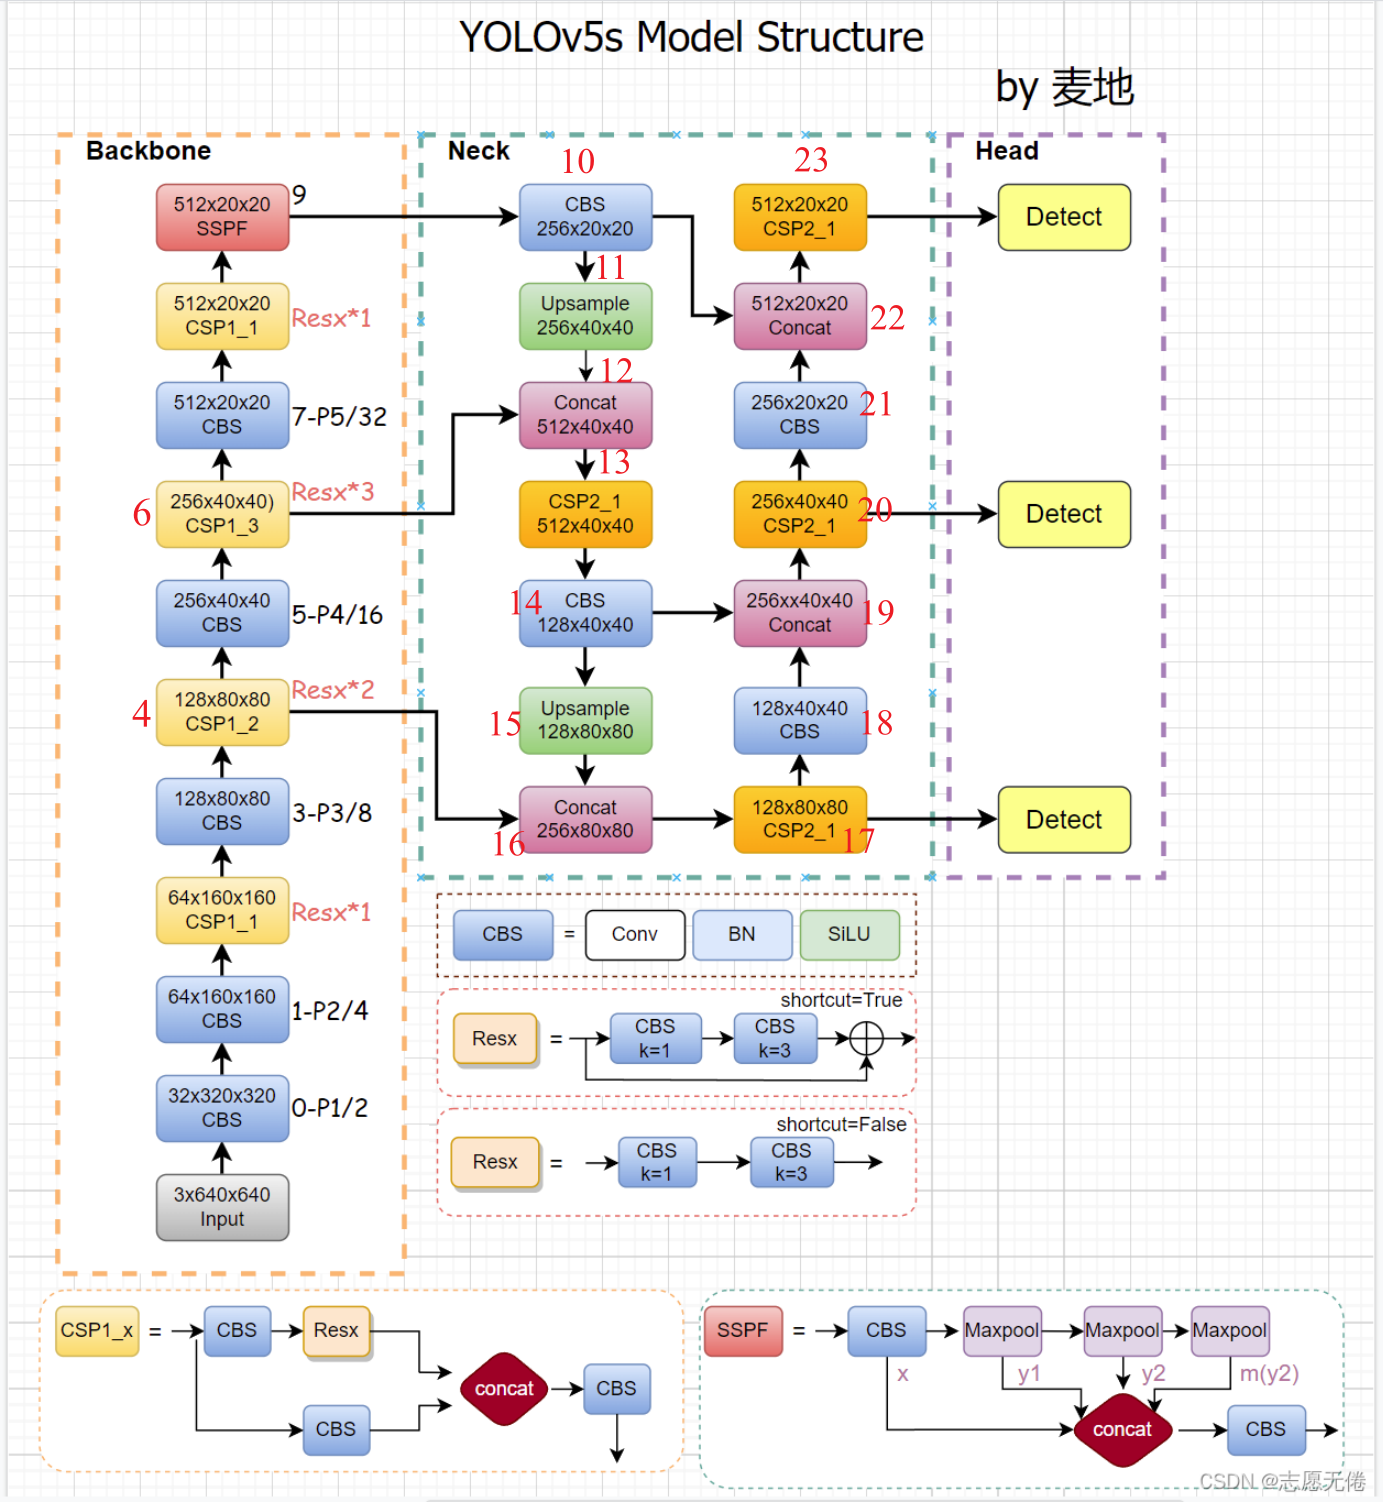 YOLOv5s Model Structure
by 麦地
Backbone
9
512x20x20
SSPF
512x20x20
CSP1_1
Resx*1
512x20x20
CBS
7-P5/32
6
256x40x40)
CSP1_3
Resx*3
256x40x40
CBS
5-P4/16
4
128x80x80
CSP1_2
Resx*2
128x80x80
CBS
3-P3/8
64x160x160
CSP1_1
Resx*1
64x160x160
CBS
1-P2/4
32x320x320
CBS
0-P1/2
3x640x640
Input
Neck
10
CBS
256x20x20
11
Upsample
256x40x40
12
Concat
512x40x40
13
CSP2_1
512x40x40
14
CBS
128x40x40
15
Upsample
128x80x80
16
Concat
256x80x80
23
512x20x20
CSP2_1
512x20x20
Concat
22
256x20x20
CBS
21
256x40x40
CSP2_1
20
256xx40x40
Concat
19
128x40x40
CBS
18
128x80x80
CSP2_1
17
Head
Detect
Detect
Detect
CBS = Conv BN SiLU
shortcut=True
Resx =
CBS
k=1
CBS
k=3
shortcut=False
Resx =
CBS
k=1
CBS
k=3
CSP1_x = CBS Resx
concat
CBS
CBS
SSPF = CBS Maxpool Maxpool Maxpool
x y1 y2 m(y2)
concat
CBS
CSDN @志愿无倦